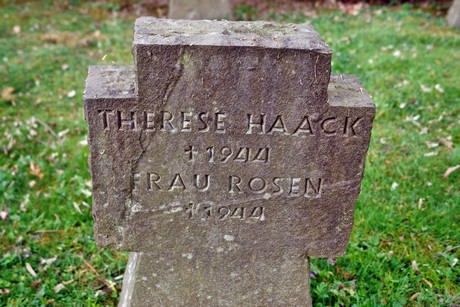 THERESE HAACK
✝1944
FRAU ROSEN
✝1944